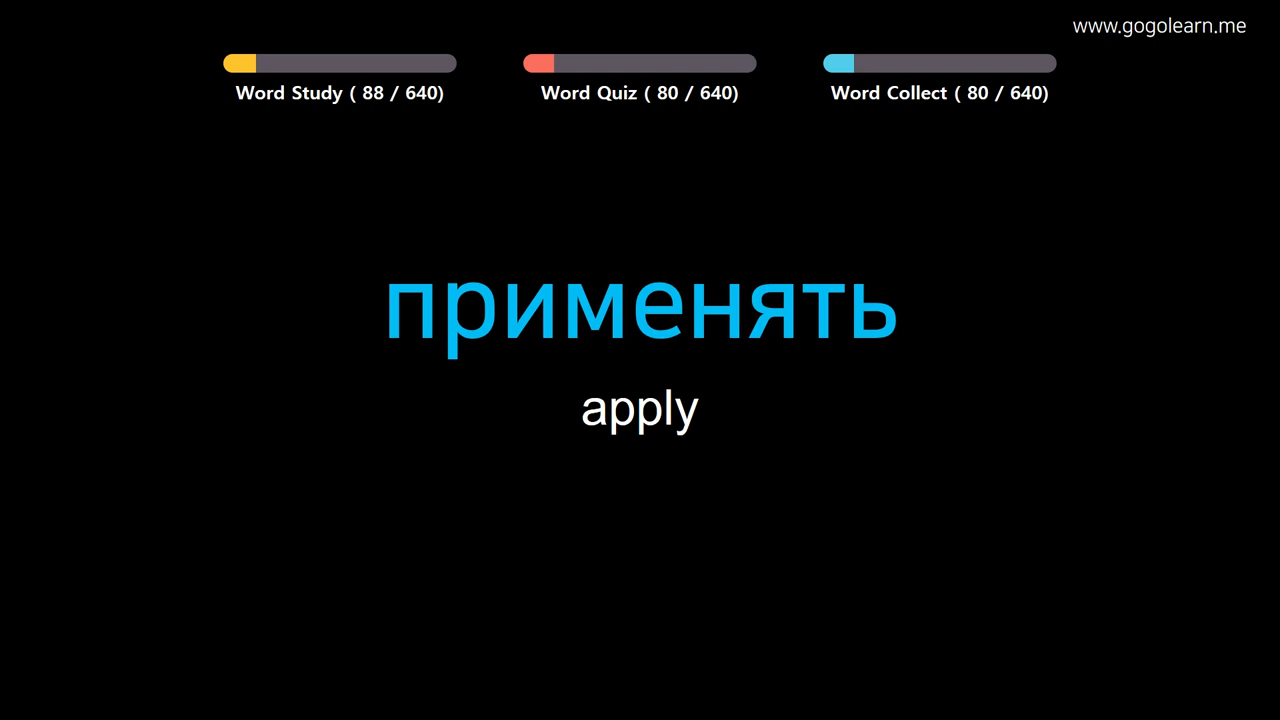 www.gogolearn.me
Word Study ( 88 / 640)
Word Quiz ( 80 / 640)
Word Collect ( 80 / 640)
применять
apply